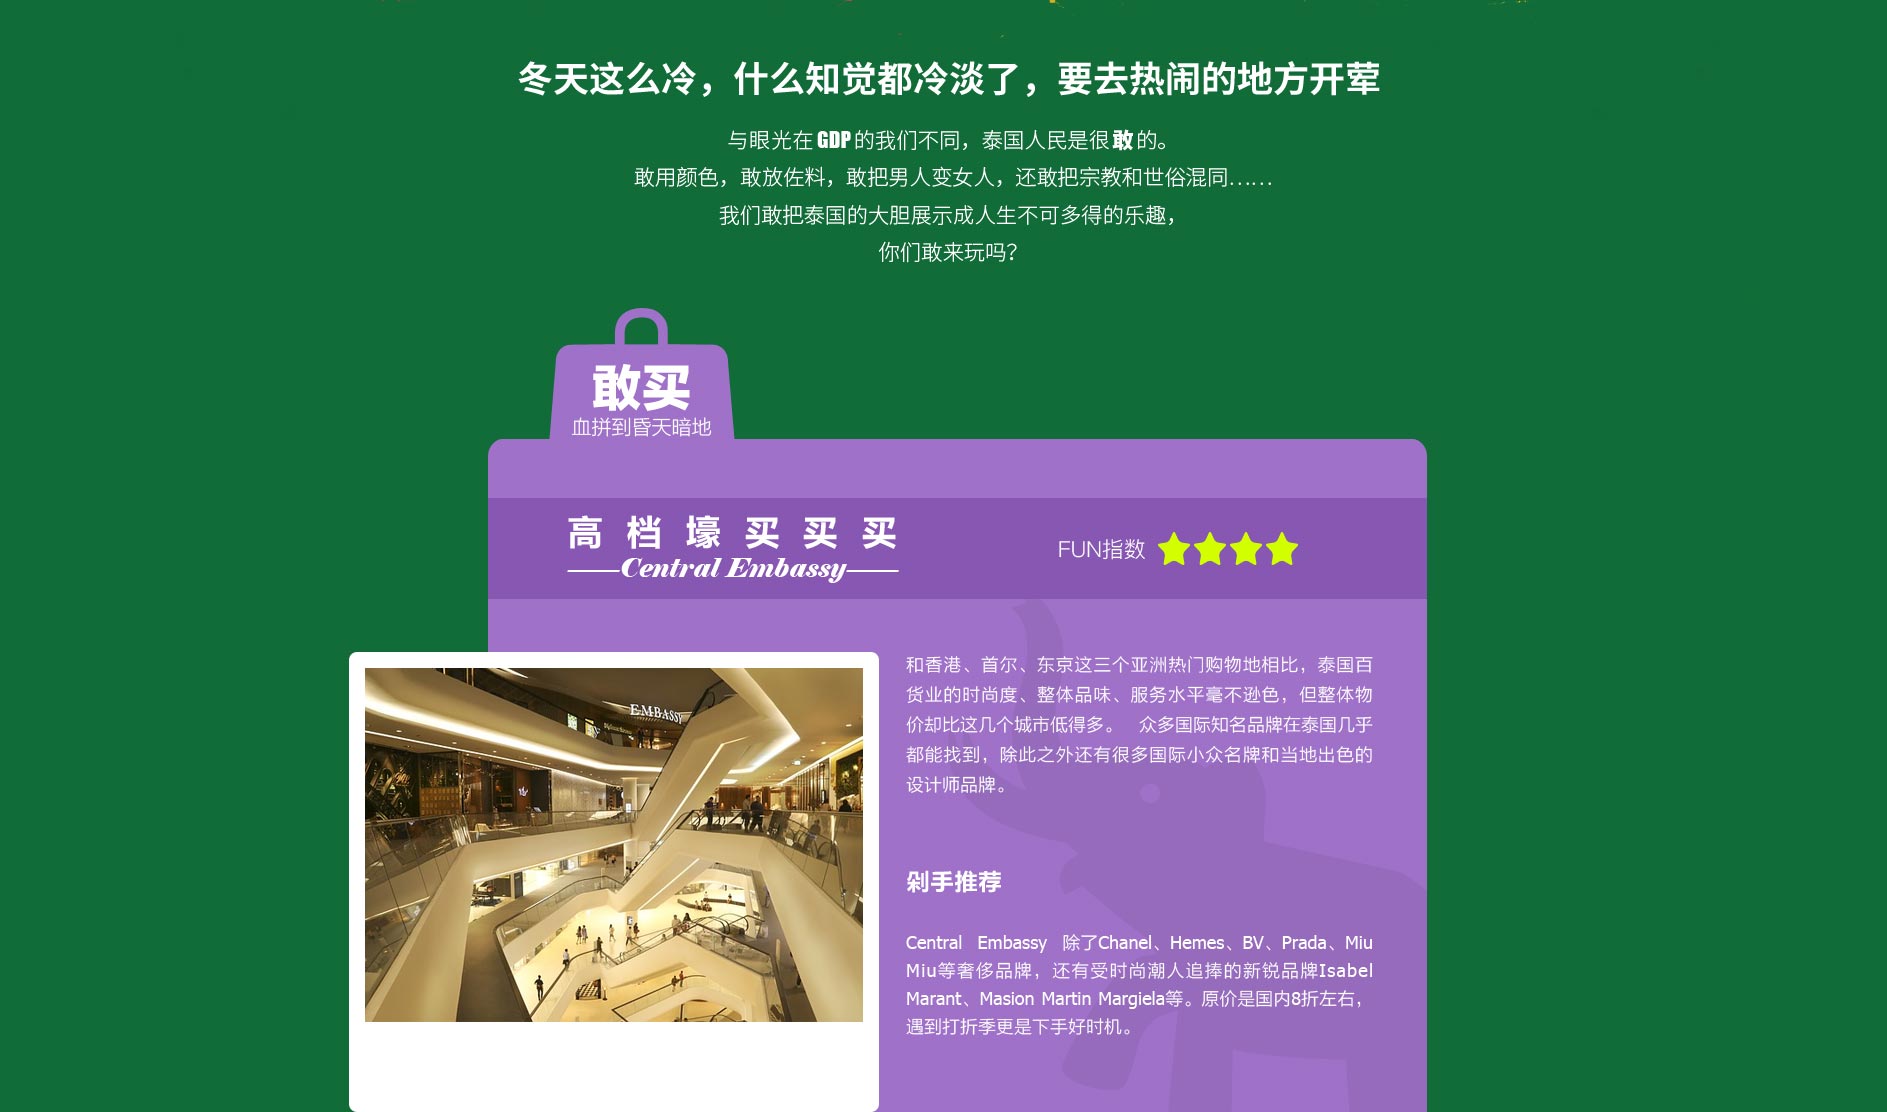 冬天这么冷，什么知觉都冷淡了，要去热闹的地方开荤
与眼光在GDP的我们不同，泰国人民是很敢的。
敢用颜色，敢放佐料，敢把男人变女人，还敢把宗教和世俗混同……
我们敢把泰国的大胆展示成人生不可多得的乐趣，
你们敢来玩吗？
敢买
血拼到昏天暗地
高档壕买买买
Central Embassy
FUN指数
和香港、首尔、东京这三个亚洲热门购物地相比，泰国百
货业的时尚度、整体品味、服务水平毫不逊色，但整体物
价却比这几个城市低得多。 众多国际知名品牌在泰国几乎
都能找到，除此之外还有很多国际小众名牌和当地出色的
设计师品牌。
EMBASSY
剁手推荐
Central Embassy 除了Chanel、Hemes、BV、Prada、Miu
Miu等奢侈品牌，还有受时尚潮人追捧的新锐品牌Isabel
Marant、Masion Martin Margiela等。原价是国内8折左右，
遇到打折季更是下手好时机。